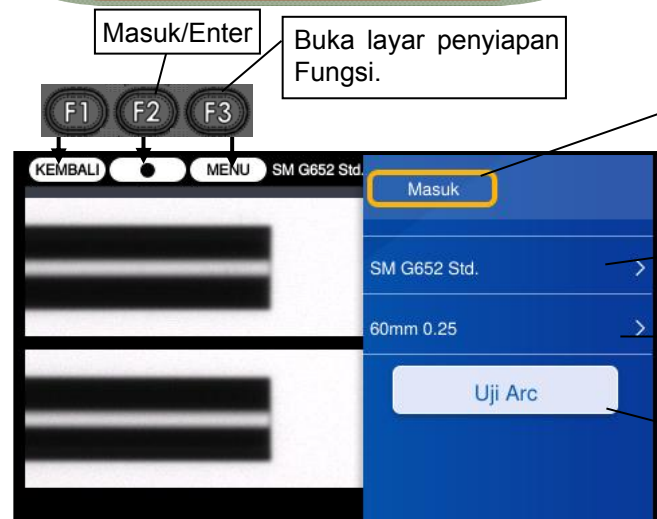 Masuk/Enter
Buka layar penyiapan
Fungsi.
F1 F2 F3
KEMBALI ● MENU SM G652 Std.
Masuk
SM G652 Std. >
60mm 0.25 >
Uji Arc